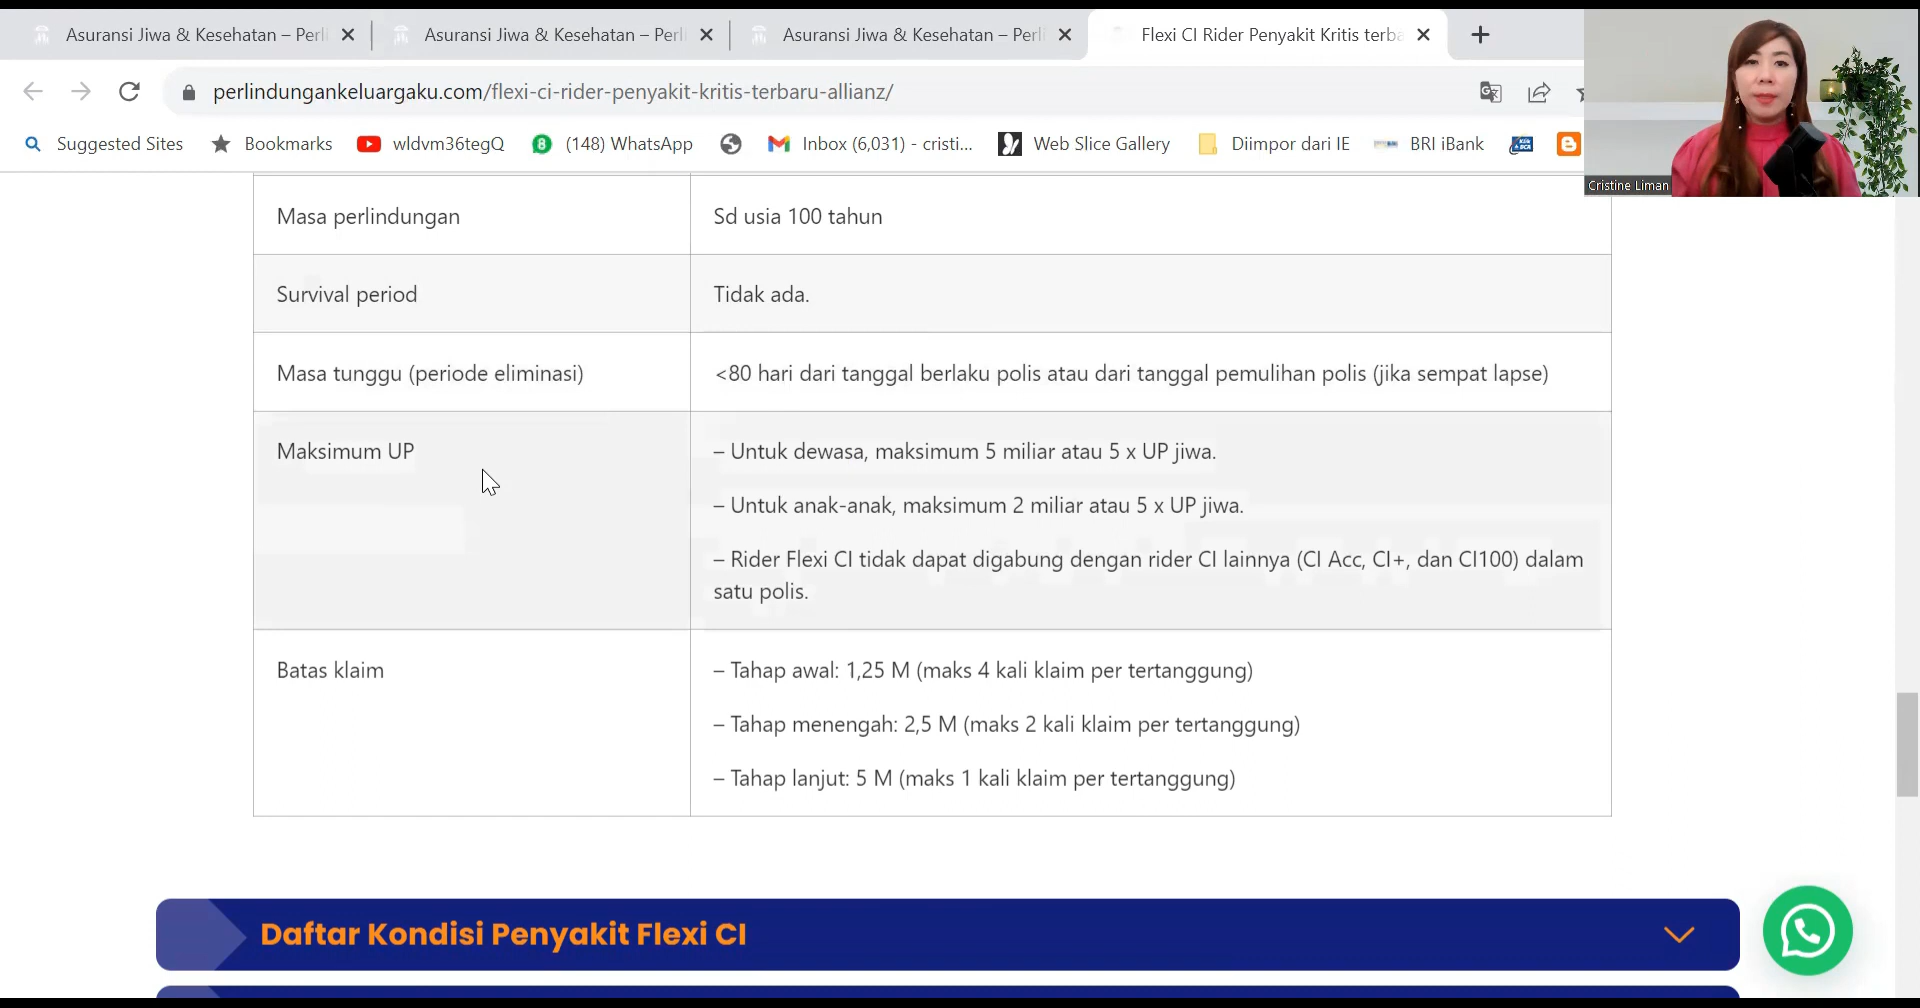 Asuransi Jiwa & Kesehatan – Perli
Asuransi Jiwa & Kesehatan – Perli
Asuransi Jiwa & Kesehatan – Perli
Flexi CI Rider Penyakit Kritis terba
perlindungankeluargaku.com/flexi-ci-rider-penyakit-kritis-terbaru-allianz/
Suggested Sites
Bookmarks
wldvm36tegQ
(148) WhatsApp
Inbox (6,031) - cristi...
Web Slice Gallery
Diimpor dari IE
BRI iBank
Cristine Liman
Masa perlindungan
Sd usia 100 tahun
Survival period
Tidak ada.
Masa tunggu (periode eliminasi)
<80 hari dari tanggal berlaku polis atau dari tanggal pemulihan polis (jika sempat lapse)
Maksimum UP
– Untuk dewasa, maksimum 5 miliar atau 5 x UP jiwa.
– Untuk anak-anak, maksimum 2 miliar atau 5 x UP jiwa.
– Rider Flexi CI tidak dapat digabung dengan rider CI lainnya (CI Acc, CI+, dan CI100) dalam
satu polis.
Batas klaim
– Tahap awal: 1,25 M (maks 4 kali klaim per tertanggung)
– Tahap menengah: 2,5 M (maks 2 kali klaim per tertanggung)
– Tahap lanjut: 5 M (maks 1 kali klaim per tertanggung)
Daftar Kondisi Penyakit Flexi CI